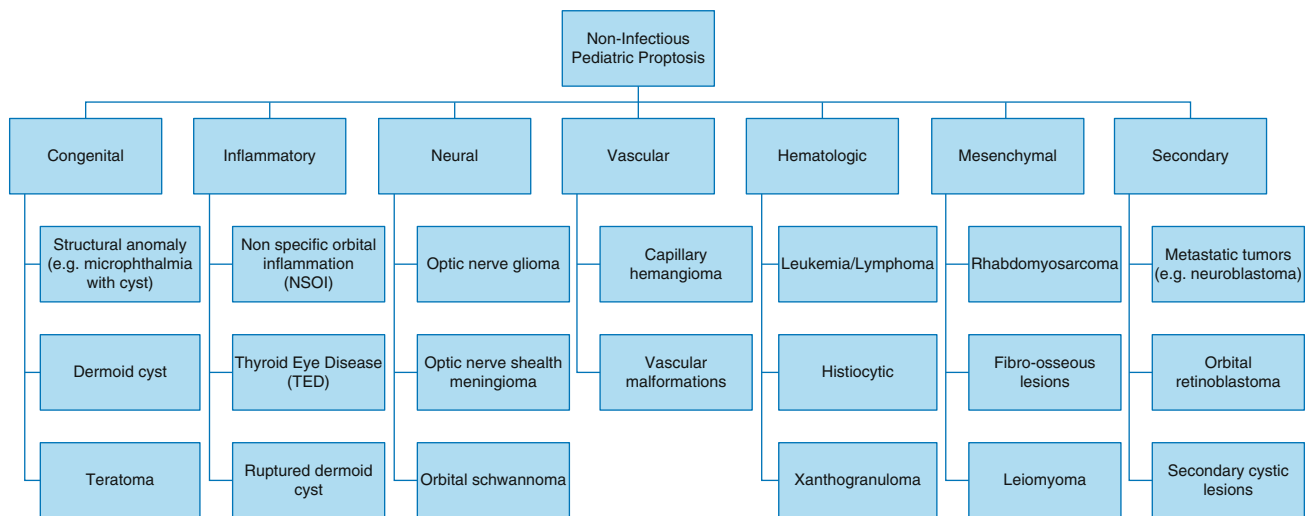 Non-Infectious
Pediatric Proptosis
Congenital
Inflammatory
Neural
Vascular
Hematologic
Mesenchymal
Secondary
Structural anomaly
(e.g. microphthalmia
with cyst)
Non specific orbital
inflammation
(NSOI)
Optic nerve glioma
Capillary
hemangioma
Leukemia/Lymphoma
Rhabdomyosarcoma
Metastatic tumors
(e.g. neuroblastoma)
Dermoid cyst
Thyroid Eye Disease
(TED)
Optic nerve shealth
meningioma
Vascular
malformations
Histiocytic
Fibro-osseous
lesions
Orbital
retinoblastoma
Teratoma
Ruptured dermoid
cyst
Orbital schwannoma
Xanthogranuloma
Leiomyoma
Secondary cystic
lesions